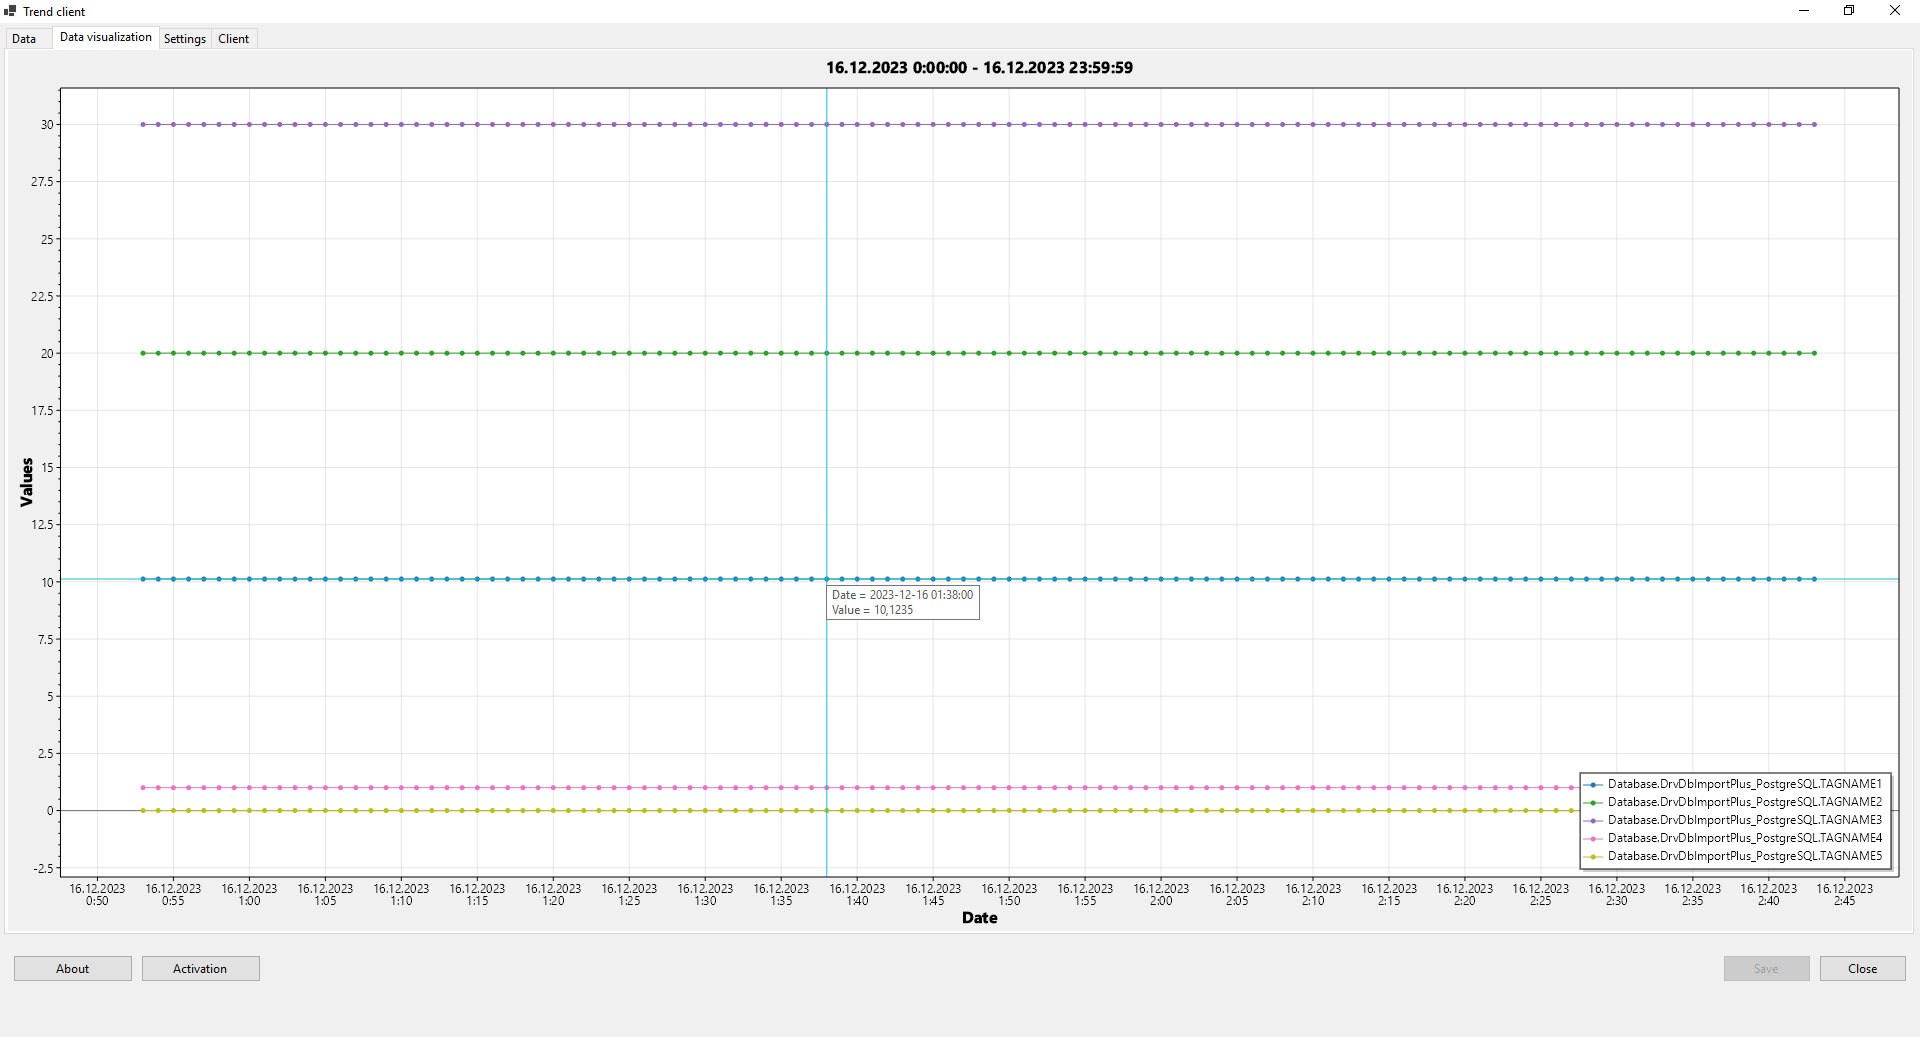 Trend client
Data
Data visualization
Settings
Client
16.12.2023 0:00:00 - 16.12.2023 23:59:59
Values
30
27.5
25
22.5
20
17.5
15
12.5
10
7.5
5
2.5
0
-2.5
Date = 2023-12-16 01:38:00
Value = 10,1235
Database.DrvDbImportPlus_PostgreSQL.TAGNAME1
Database.DrvDbImportPlus_PostgreSQL.TAGNAME2
Database.DrvDbImportPlus_PostgreSQL.TAGNAME3
Database.DrvDbImportPlus_PostgreSQL.TAGNAME4
Database.DrvDbImportPlus_PostgreSQL.TAGNAME5
16.12.2023 16.12.2023 16.12.2023 16.12.2023 16.12.2023 16.12.2023 16.12.2023 16.12.2023 16.12.2023 16.12.2023 16.12.2023 16.12.2023 16.12.2023 16.12.2023 16.12.2023 16.12.2023 16.12.2023 16.12.2023 16.12.2023 16.12.2023 16.12.2023 16.12.2023 16.12.2023 16.12.2023
0:50 0:55 1:00 1:05 1:10 1:15 1:20 1:25 1:30 1:35 1:40 1:45 1:50 1:55 2:00 2:05 2:10 2:15 2:20 2:25 2:30 2:35 2:40 2:45
Date
About
Activation
Save
Close